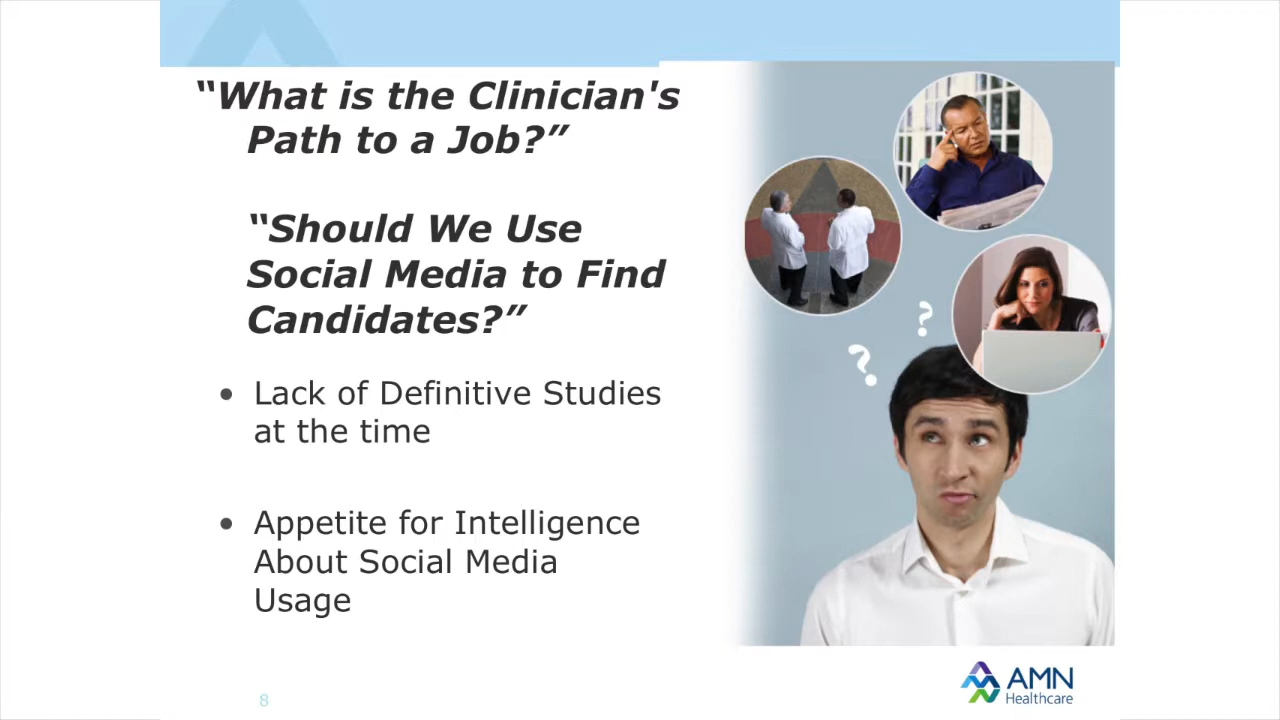 “What is the Clinician's
Path to a Job?”
“Should We Use
Social Media to Find
Candidates?”
• Lack of Definitive Studies
at the time
• Appetite for Intelligence
About Social Media
Usage
? ?
8
AMN
Healthcare